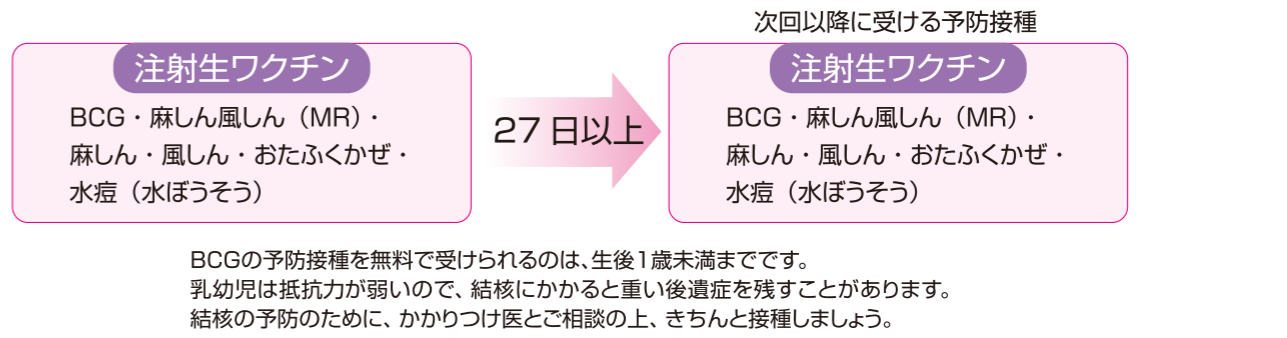 次回以降に受ける予防接種
注射生ワクチン
BCG・麻しん風しん（MR）・
麻しん・風しん・おたふくかぜ・
水痘（水ぼうそう）
27日以上
注射生ワクチン
BCG・麻しん風しん（MR）・
麻しん・風しん・おたふくかぜ・
水痘（水ぼうそう）
BCGの予防接種を無料で受けられるのは、生後1歳未満までです。
乳幼児は抵抗力が弱いので、結核にかかると重い後遺症を残すことがあります。
結核の予防のために、かかりつけ医とご相談の上、きちんと接種しましょう。